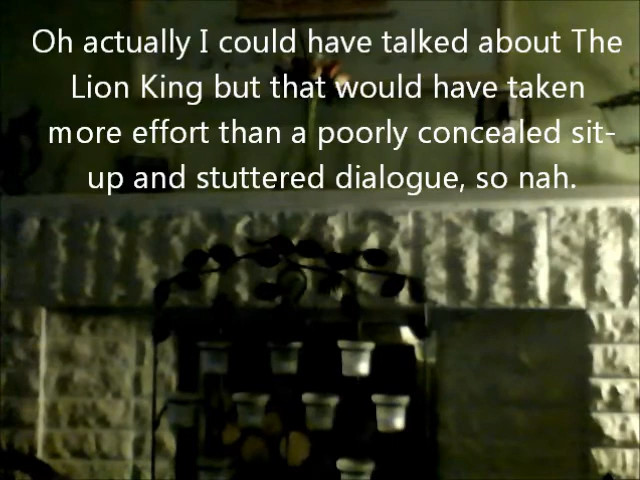 Oh actually I could have talked about The
Lion King but that would have taken
more effort than a poorly concealed sit-
up and stuttered dialogue, so nah.